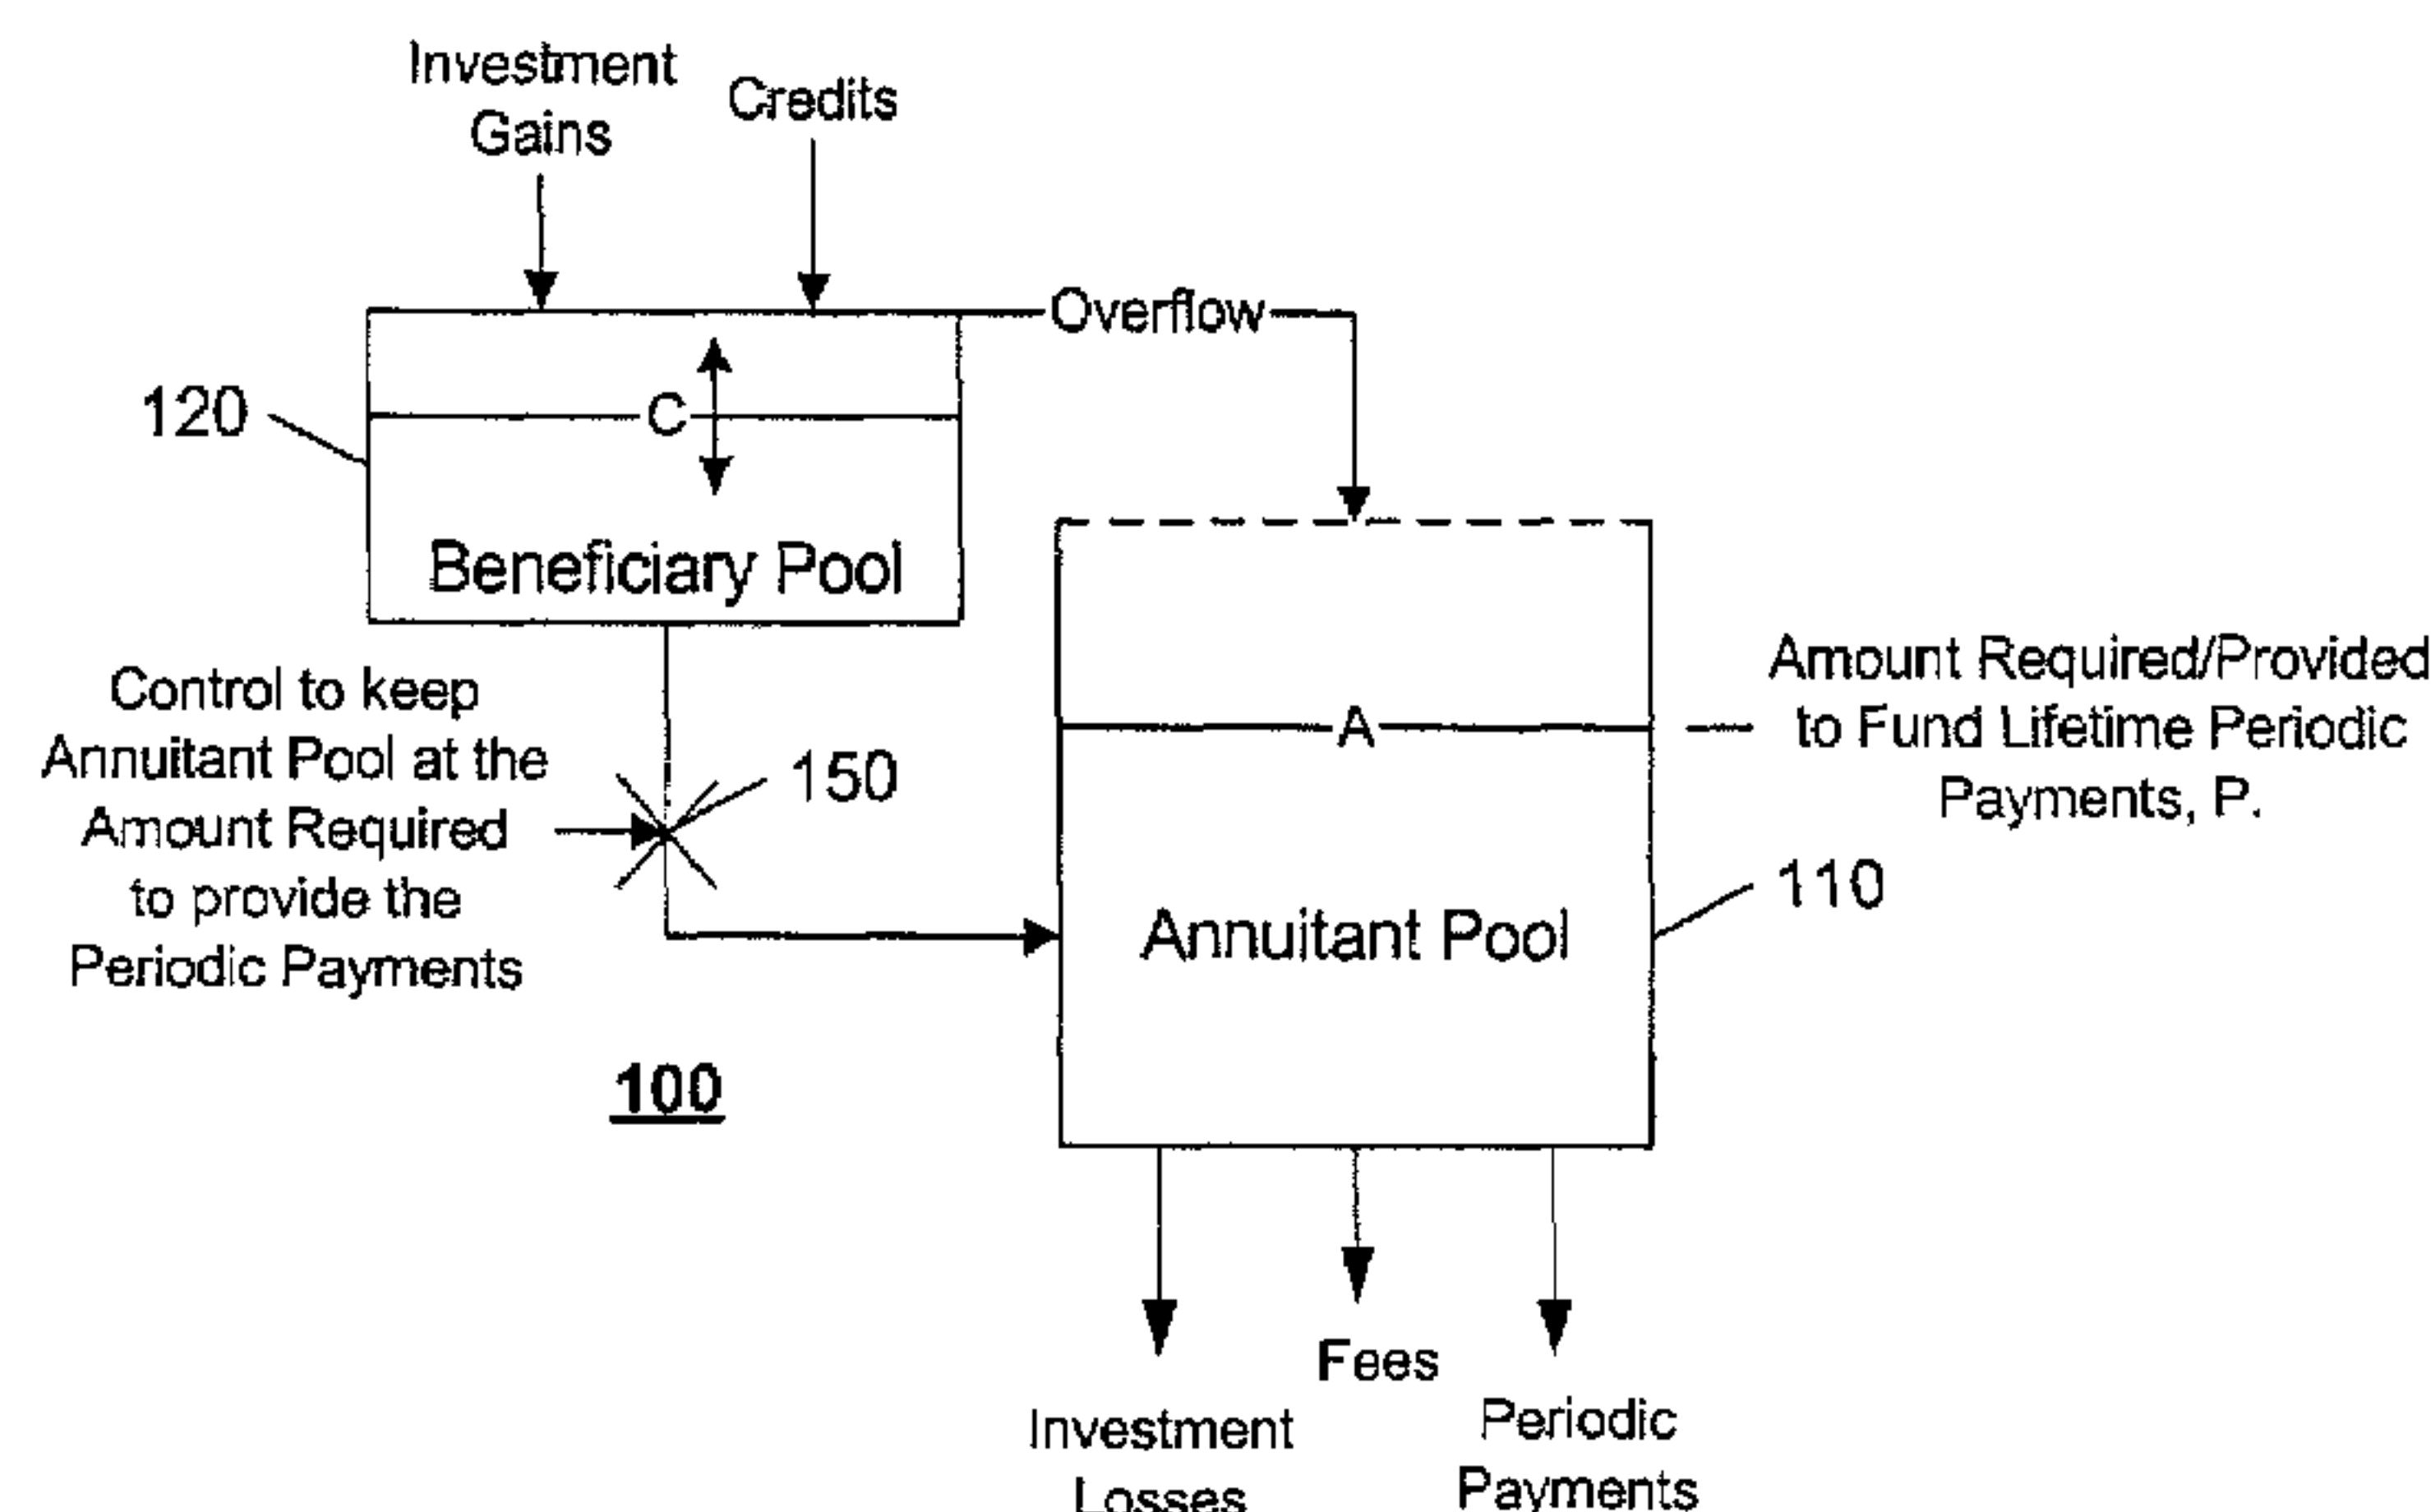 Investment
Gains
Credits
Overflow
120
C
Beneficiary Pool
Control to keep
Annuitant Pool at the
Amount Required
to provide the
Periodic Payments
150
A
Amount Required/Provided
to Fund Lifetime Periodic
Payments, P.
110
Annuitant Pool
100
Fees
Investment
Losses
Periodic
Payments